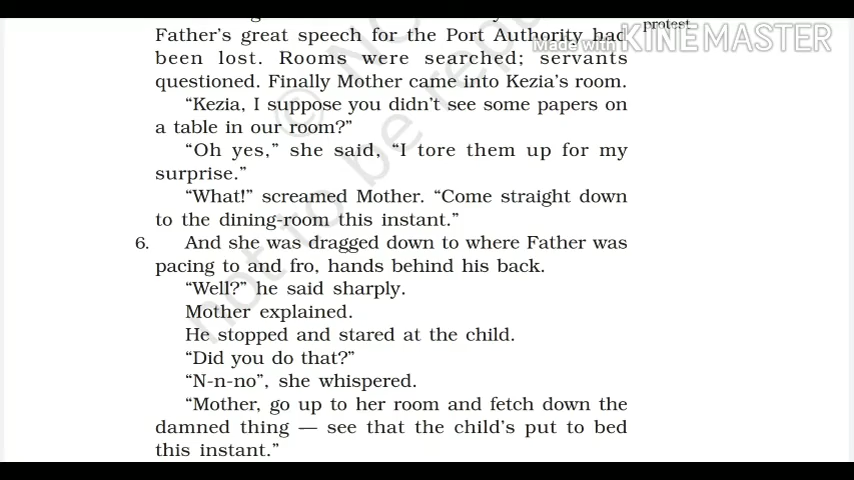 Father's great speech for the Port Authority had
protest
Made with KINEMASTER
been lost. Rooms were searched; servants
questioned. Finally Mother came into Kezia's room.
“Kezia, I suppose you didn't see some papers on
a table in our room?”
“Oh yes,” she said, “I tore them up for my
surprise.”
“What!” screamed Mother. “Come straight down
to the dining-room this instant.”
6. And she was dragged down to where Father was
pacing to and fro, hands behind his back.
“Well?” he said sharply.
Mother explained.
He stopped and stared at the child.
“Did you do that?”
“N-n-no”, she whispered.
“Mother, go up to her room and fetch down the
damned thing — see that the child's put to bed
this instant.”
not to be repu